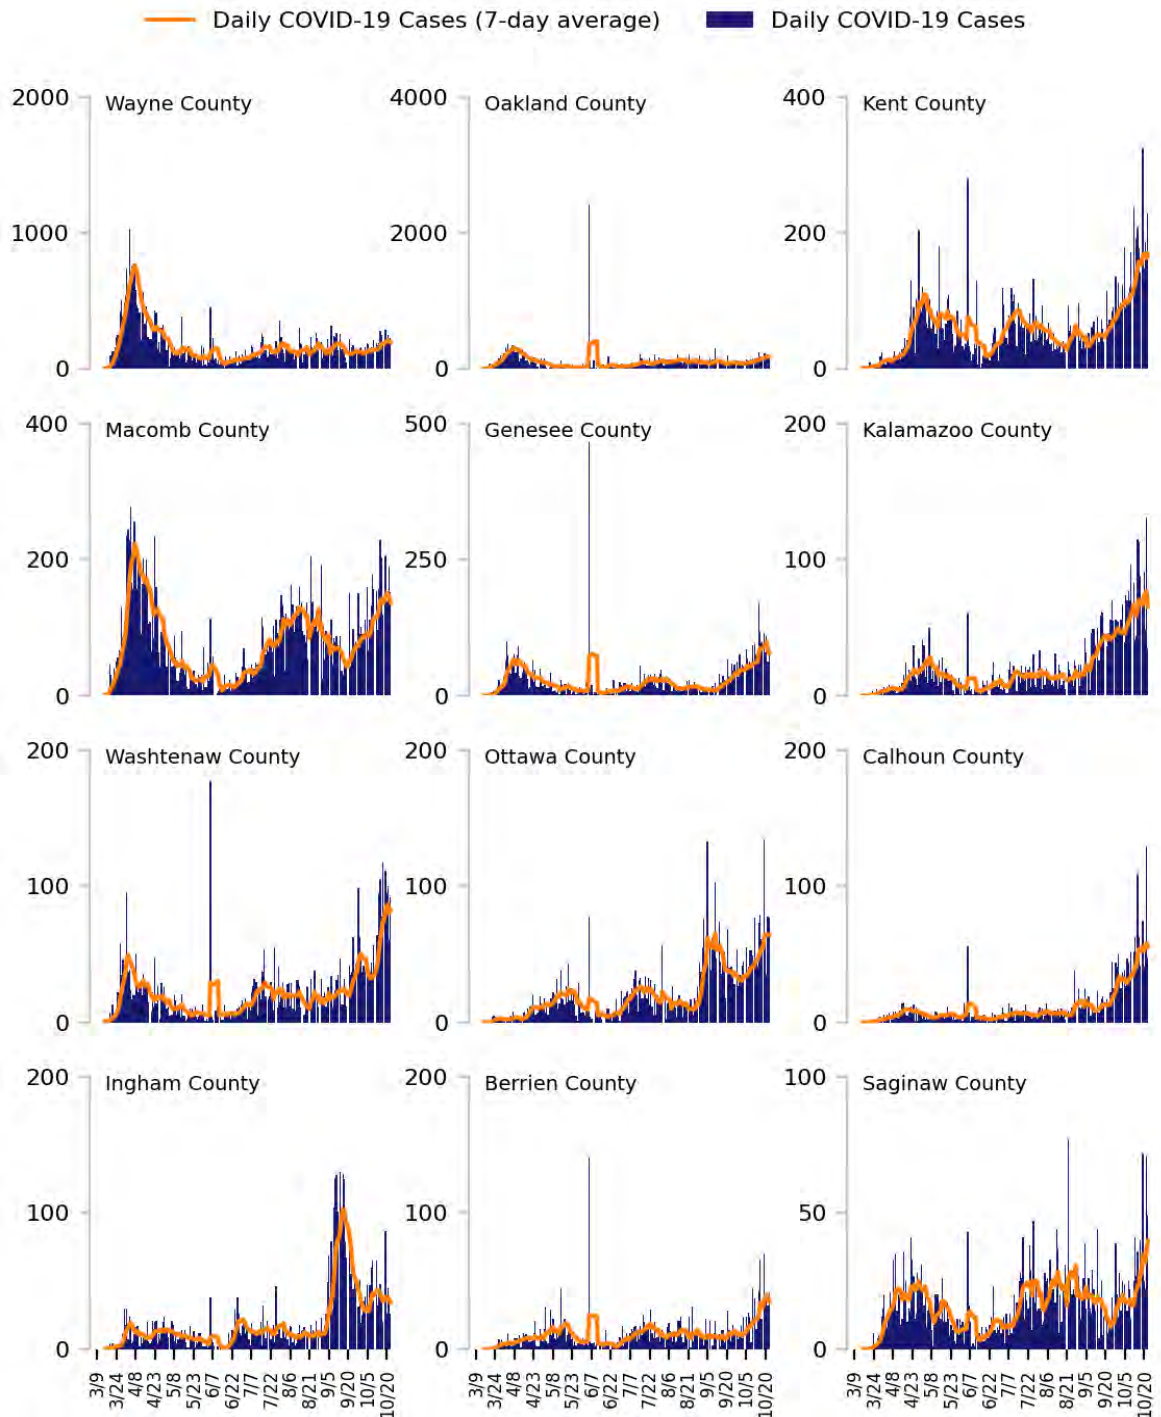 Daily COVID-19 Cases (7-day average) Daily COVID-19 Cases
2000 Wayne County 4000 Oakland County 400 Kent County
1000 2000 200
0 0 0
400 Macomb County 500 Genesee County 200 Kalamazoo County
200 250 100
0 0 0
200 Washtenaw County 200 Ottawa County 200 Calhoun County
100 100 100
0 0 0
200 Ingham County 200 Berrien County 100 Saginaw County
100 100 50
0 0 0
3/9 3/24 4/8 4/23 5/8 5/23 6/7 6/22 7/7 7/22 8/6 8/21 9/5 9/20 10/5 10/20 3/9 3/24 4/8 4/23 5/8 5/23 6/7 6/22 7/7 7/22 8/6 8/21 9/5 9/20 10/5 10/20 3/9 3/24 4/8 4/23 5/8 5/23 6/7 6/22 7/7 7/22 8/6 8/21 9/5 9/20 10/5 10/20